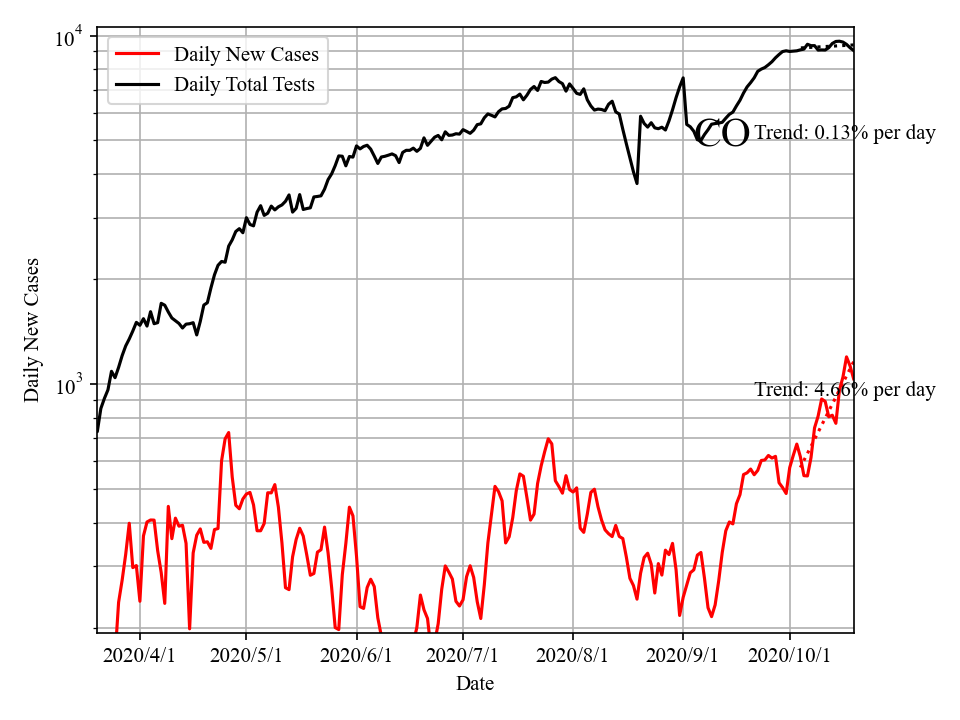 10^4
Daily New Cases
Daily Total Tests
CO
Trend: 0.13% per day
Daily New Cases
10^3
Trend: 4.66% per day
2020/4/1 2020/5/1 2020/6/1 2020/7/1 2020/8/1 2020/9/1 2020/10/1
Date